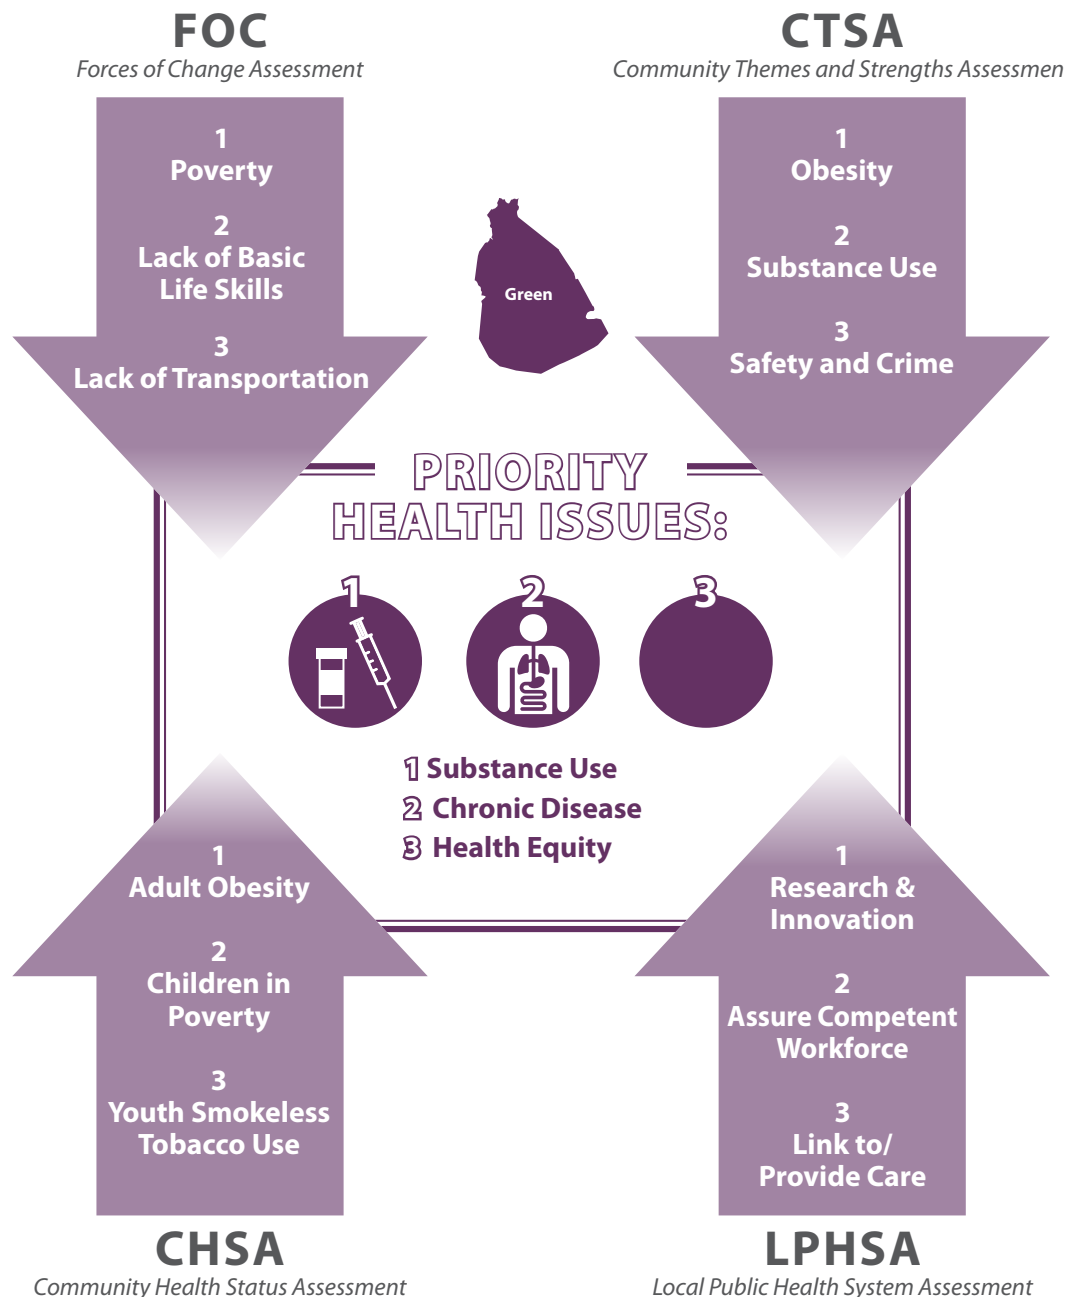 FOC
Forces of Change Assessment
1
Poverty
2
Lack of Basic
Life Skills
3
Lack of Transportation
CTSA
Community Themes and Strengths Assessmen
1
Obesity
2
Substance Use
3
Safety and Crime
Green
PRIORITY
HEALTH ISSUES:
1
2
3
1 Substance Use
2 Chronic Disease
3 Health Equity
1
Adult Obesity
2
Children in
Poverty
3
Youth Smokeless
Tobacco Use
CHSA
Community Health Status Assessment
1
Research &
Innovation
2
Assure Competent
Workforce
3
Link to/
Provide Care
LPHSA
Local Public Health System Assessment